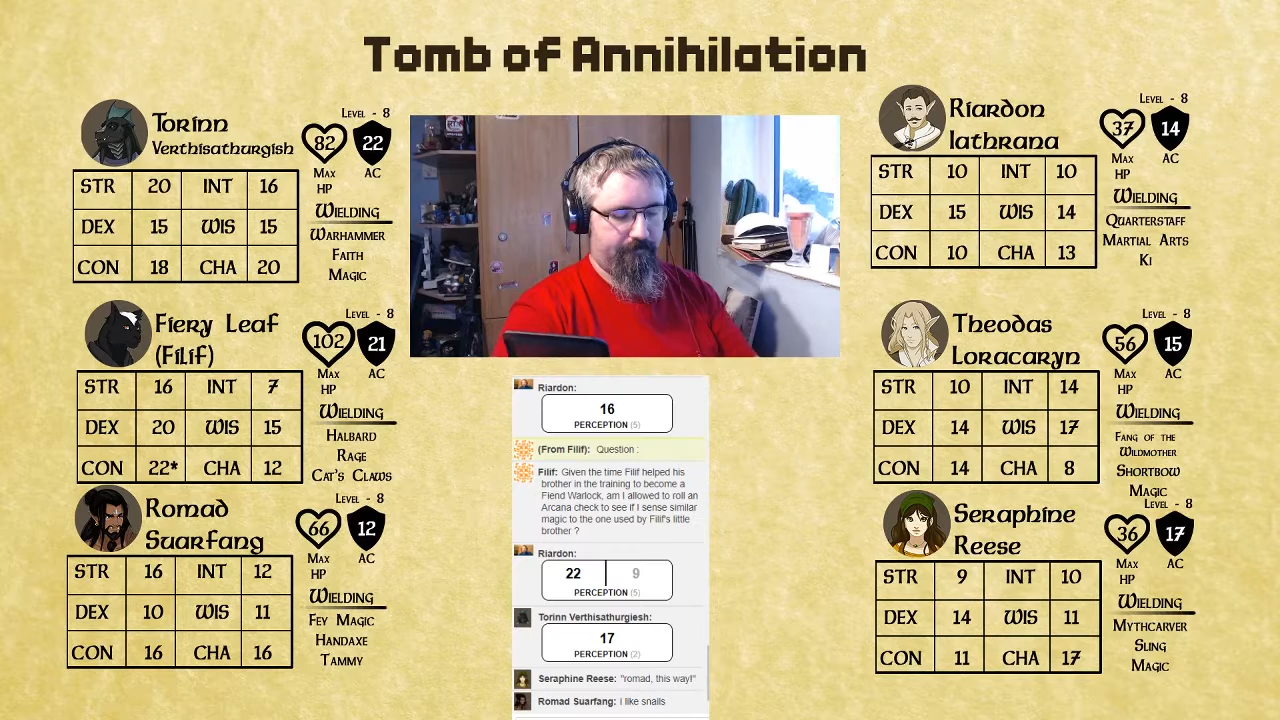 Tomb of Annihilation
Torinn
Verthisathurgish
Level - 8
82
22
Max HP
AC
STR 20 INT 16
DEX 15 WIS 15
CON 18 CHA 20
Wielding
Warhammer
Faith
Magic
Fiery Leaf
(Filif)
Level - 8
102
21
Max HP
AC
STR 16 INT 7
DEX 20 WIS 15
CON 22* CHA 12
Wielding
Halbard
Rage
Cat's Claws
Romad
Suarfang
Level - 8
66
12
Max HP
AC
STR 16 INT 12
DEX 10 WIS 11
CON 16 CHA 16
Wielding
Fey Magic
Handaxe
Tammy
Riardon:
16
PERCEPTION (5)
(From Filif): Question :
Filif: Given the time Filif helped his
brother in the training to become a
Fiend Warlock, am I allowed to roll an
Arcana check to see if I sense similar
magic to the one used by Filif's little
brother ?
Riardon:
22 9
PERCEPTION (5)
Torinn Verthisathurgiesh:
17
PERCEPTION (2)
Seraphine Reese: "romad, this way!"
Romad Suarfang: i like snails
Riardon
Iathrana
Level - 8
37
14
Max HP
AC
STR 10 INT 10
DEX 15 WIS 14
CON 10 CHA 13
Wielding
Quarterstaff
Martial Arts
Ki
Theodas
Loracaryn
Level - 8
56
15
Max HP
AC
STR 10 INT 14
DEX 14 WIS 17
CON 14 CHA 8
Wielding
Fang of the
Wildmother
Shortbow
Magic
Seraphine
Reese
Level - 8
36
17
Max HP
AC
STR 9 INT 10
DEX 14 WIS 11
CON 11 CHA 17
Wielding
Mythcarver
Sling
Magic